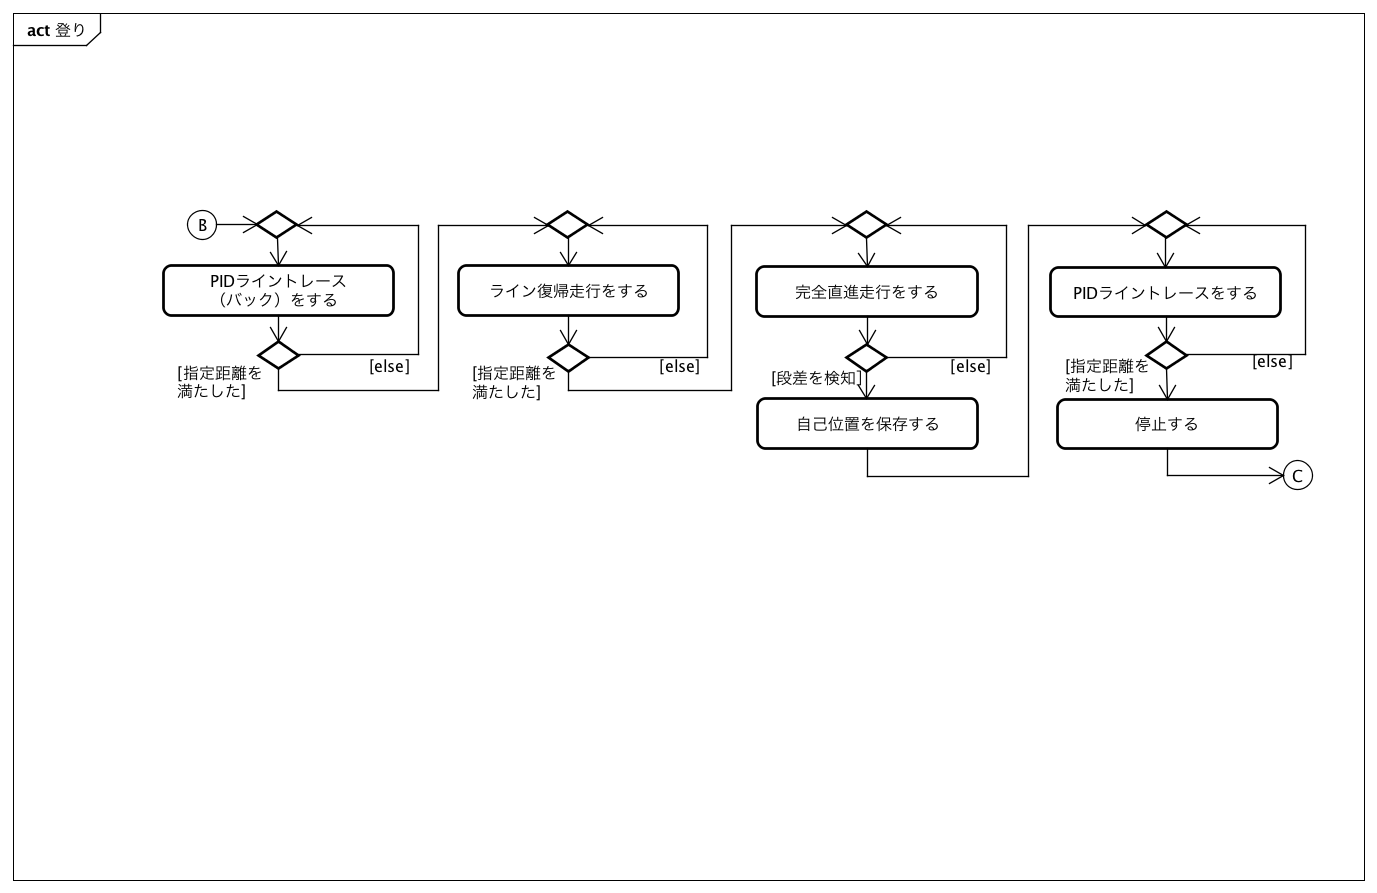 act 登り
B
PIDライントレース
（バック）をする
[指定距離を
満たした]
[else]
ライン復帰走行をする
[指定距離を
満たした]
[else]
完全直進走行をする
[段差を検知]
[else]
自己位置を保存する
PIDライントレースをする
[指定距離を
満たした]
[else]
停止する
C